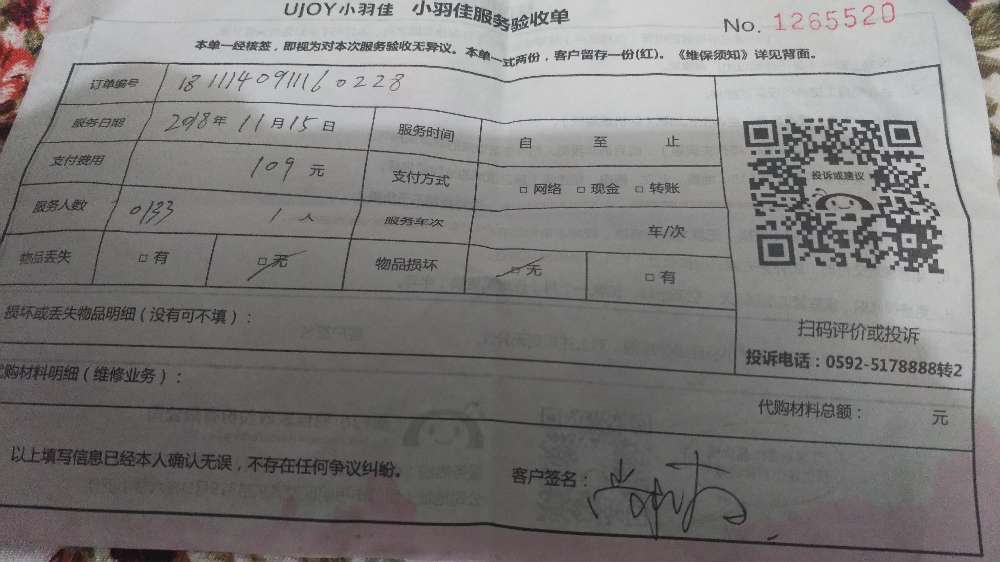 UJOY小羽佳 小羽佳服务验收单
No. 1265520
本单一经核签，即视为对本次服务验收无异议。本单一式两份，客户留存一份(红)。《维保须知》详见背面。
订单编号 181114091116 0228
服务日期 2018年 11月15日 服务时间 自 至 止
支付费用 109 元 支付方式 □ 网络 □ 现金 □ 转账
服务人数 0133 1 人 服务车次 车/次
物品丢失 □ 有 □ 无 物品损坏 □ 无 □ 有
投诉或建议
扫码评价或投诉
投诉电话：0592-5178888转2
损坏或丢失物品明细（没有可不填）：
代购材料明细（维修业务）：
代购材料总额： 元
以上填写信息已经本人确认无误，不存在任何争议纠纷。
客户签名：